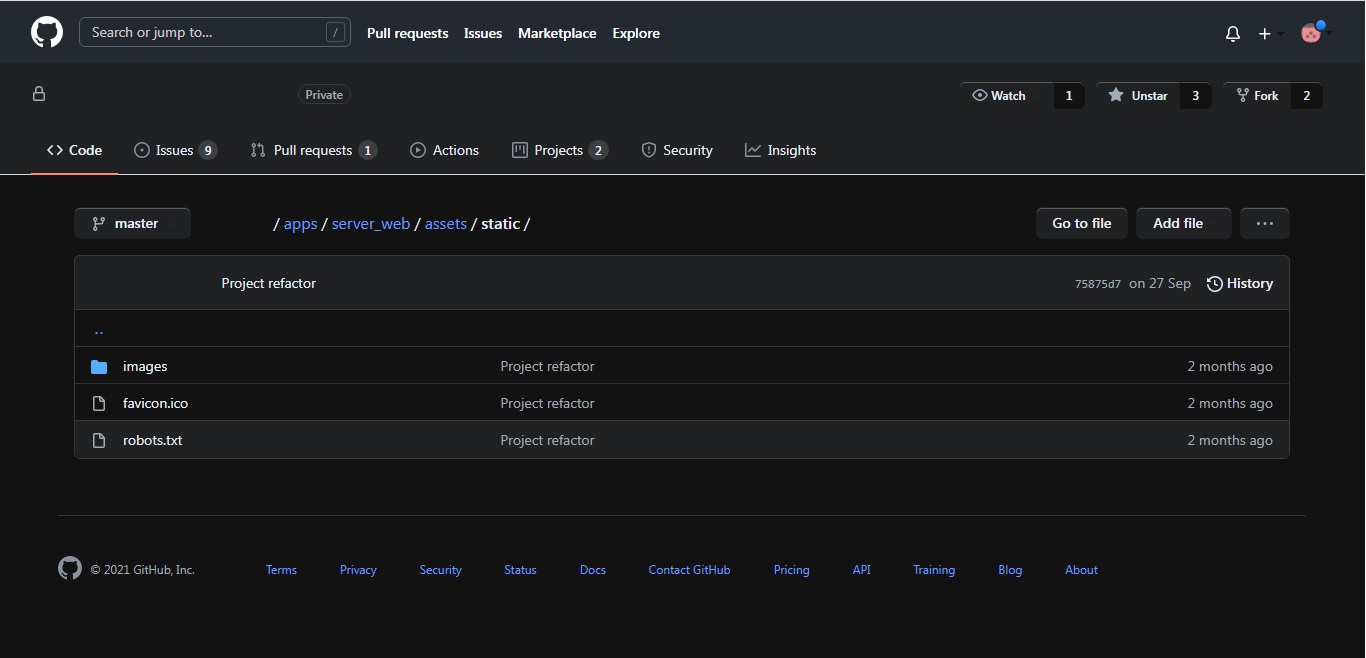 Search or jump to... / Pull requests Issues Marketplace Explore
Private Watch 1 Unstar 3 Fork 2
Code Issues 9 Pull requests 1 Actions Projects 2 Security Insights
master / apps / server_web / assets / static / Go to file Add file ...
Project refactor 75875d7 on 27 Sep History
..
images Project refactor 2 months ago
favicon.ico Project refactor 2 months ago
robots.txt Project refactor 2 months ago
© 2021 GitHub, Inc. Terms Privacy Security Status Docs Contact GitHub Pricing API Training Blog About